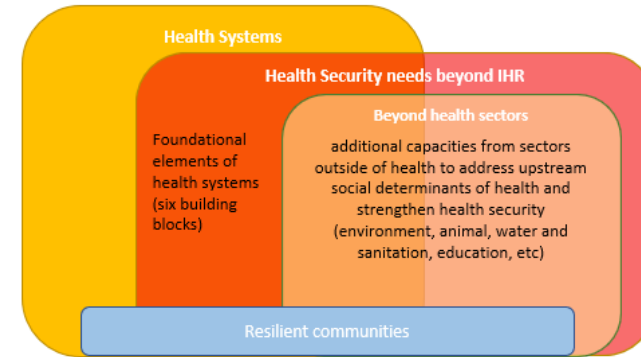 Health Systems
Health Security needs beyond IHR
Beyond health sectors
Foundational
elements of
health systems
(six building
blocks)
additional capacities from sectors
outside of health to address upstream
social determinants of health and
strengthen health security
(environment, animal, water and
sanitation, education, etc)
Resilient communities